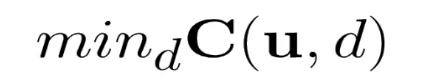 min_d C(u, d)